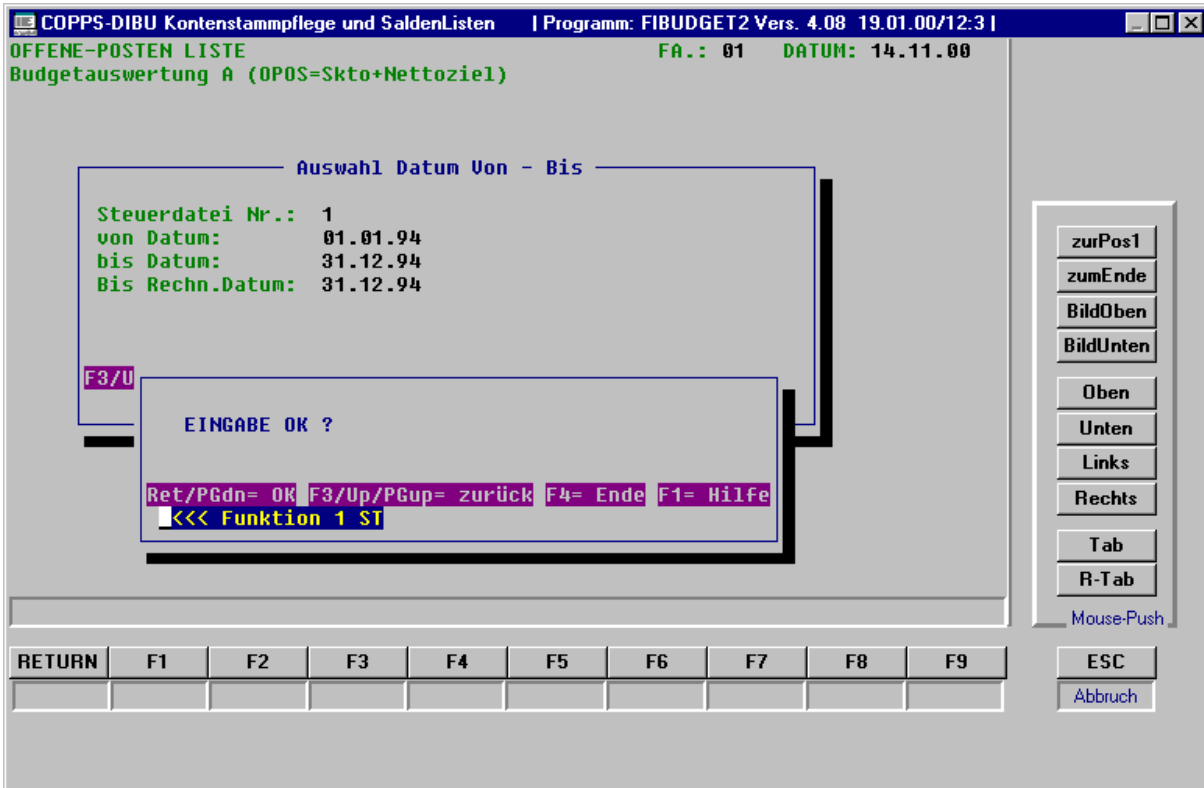 COPPS-DIBU Kontenstammpflege und SaldenListen | Programm: FIBUDGET2 Vers. 4.08 19.01.00/12:3 |
OFFENE-POSTEN LISTE FA.: 01 DATUM: 14.11.00
Budgetauswertung A (OPOS=Skto+Nettoziel)
Auswahl Datum Von - Bis
Steuerdatei Nr.: 1
von Datum: 01.01.94
bis Datum: 31.12.94
Bis Rechn.Datum: 31.12.94
F3/U
EINGABE OK ?
Ret/PGdn= OK F3/Up/PGup= zurück F4= Ende F1= Hilfe
<<< Funktion 1 ST
zurPos1
zumEnde
BildOben
BildUnten
Oben
Unten
Links
Rechts
Tab
R-Tab
Mouse-Push
RETURN F1 F2 F3 F4 F5 F6 F7 F8 F9 ESC
Abbruch